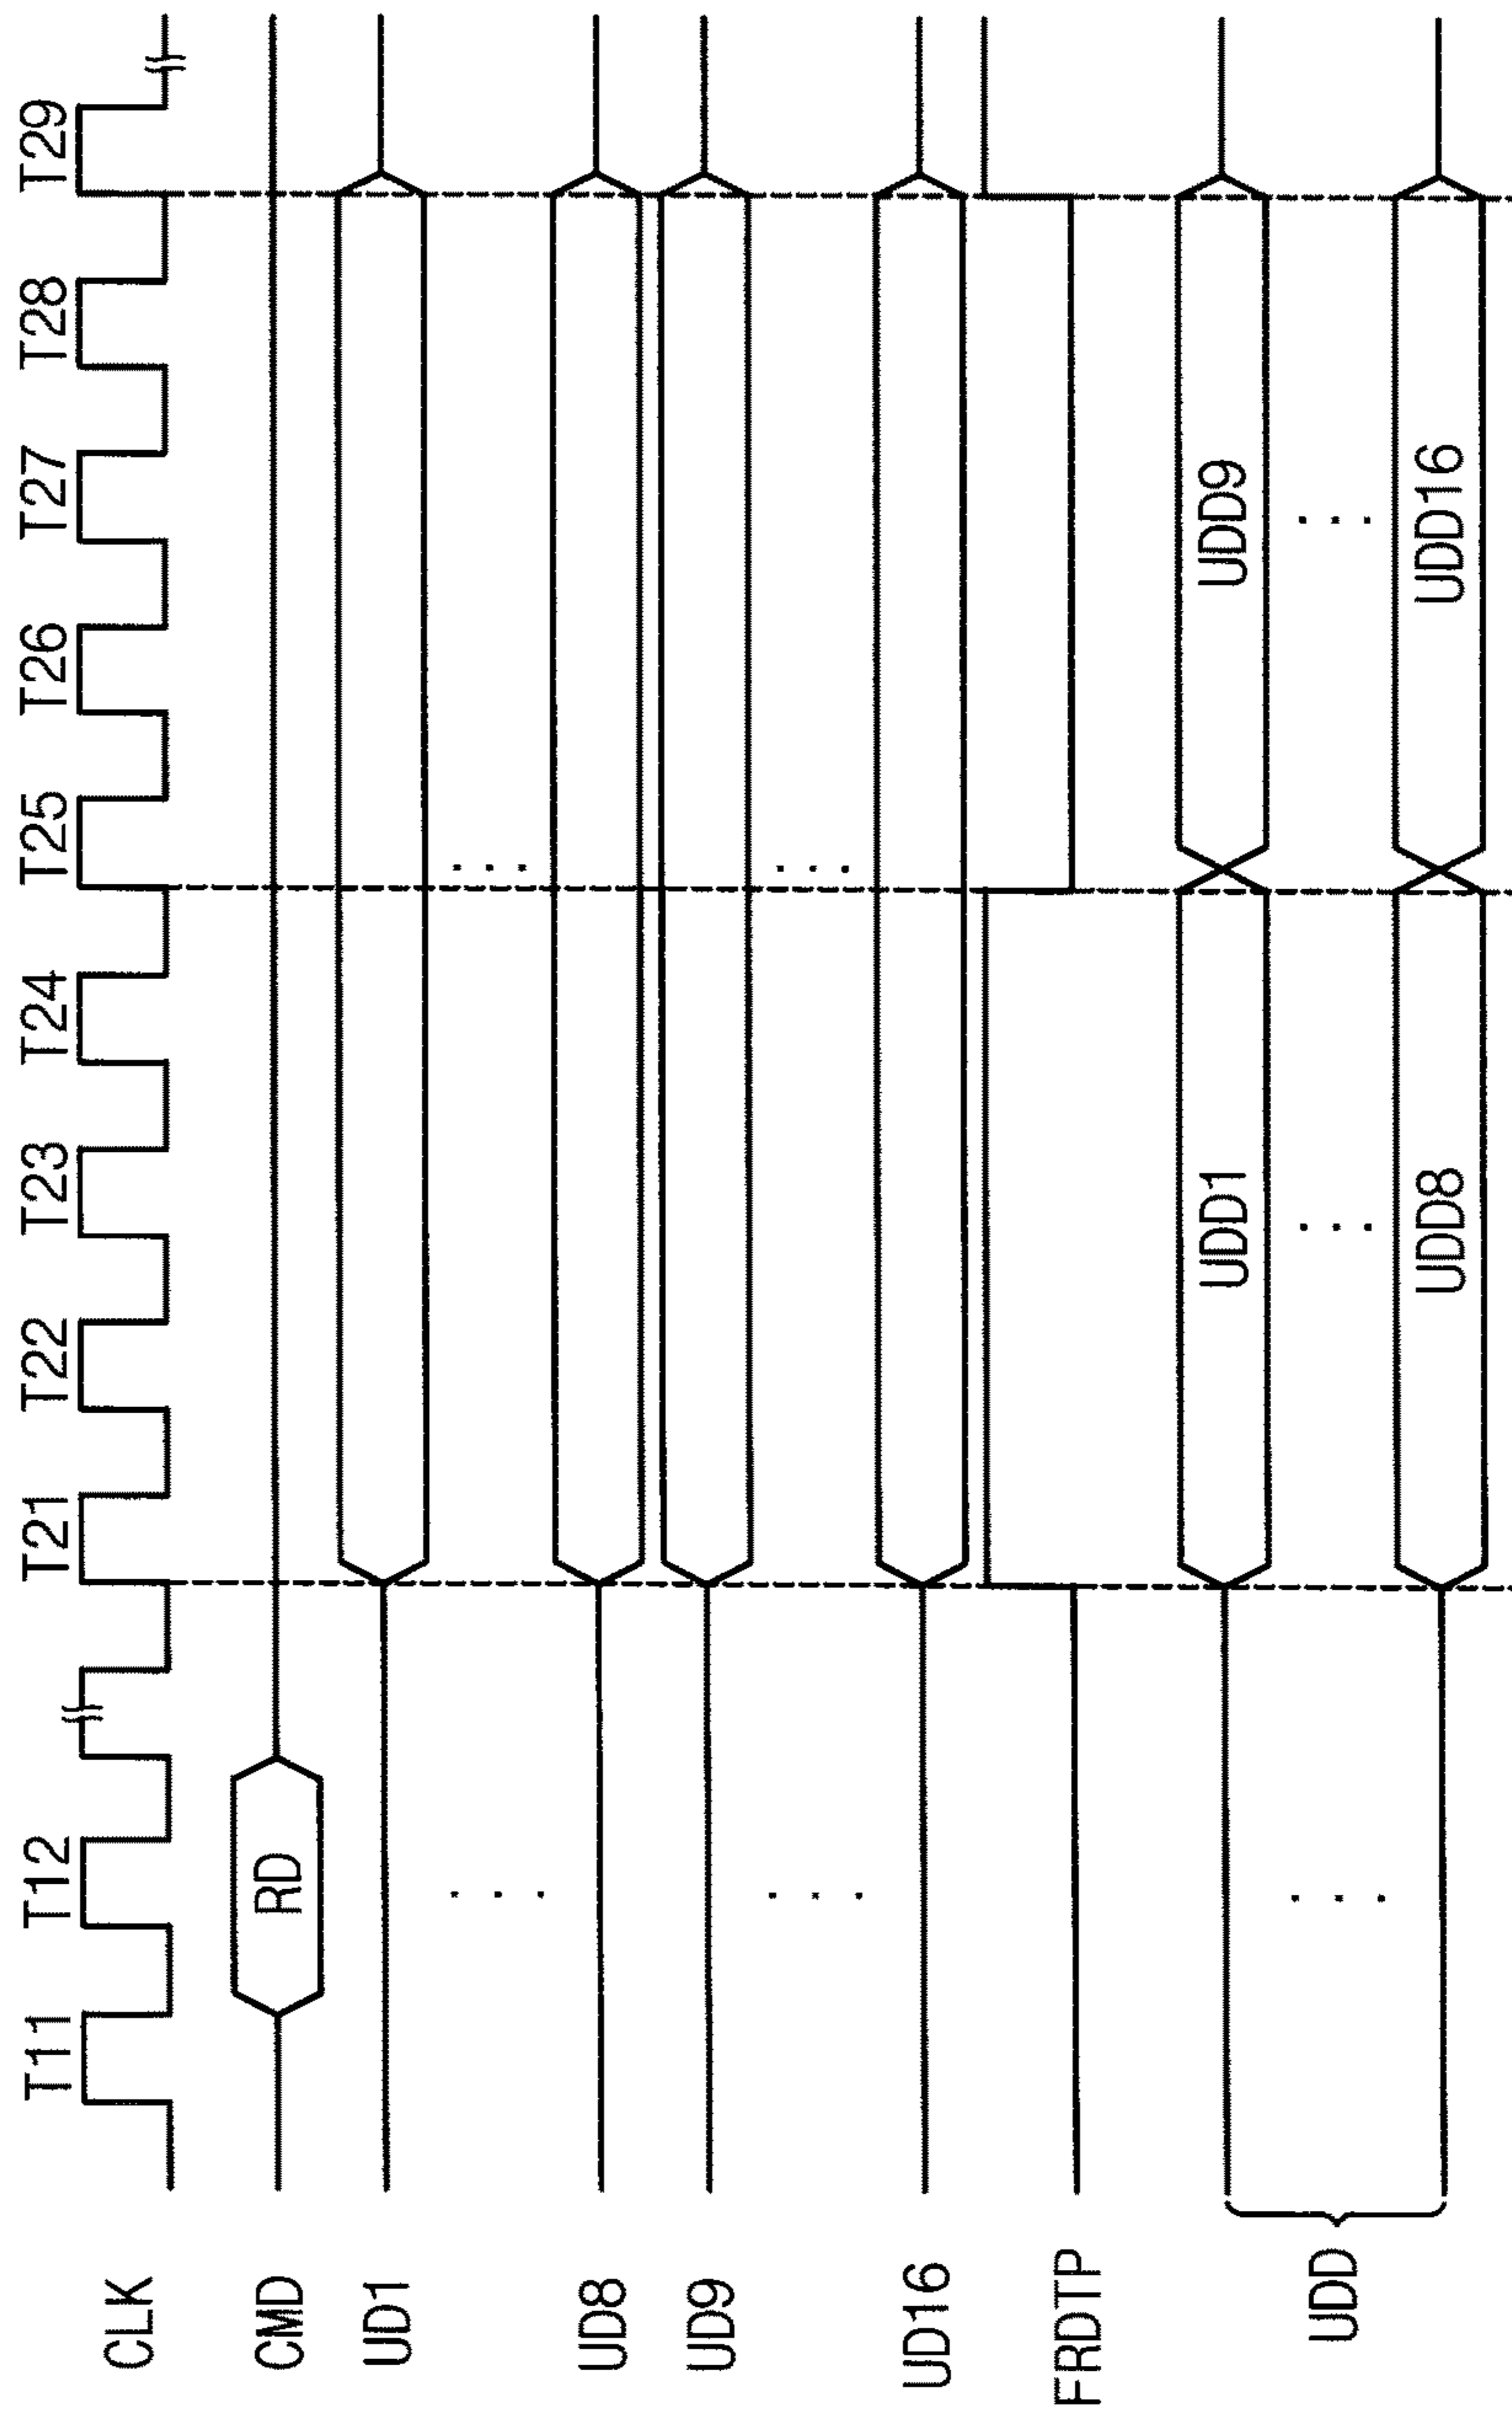 T11 T12 T21 T22 T23 T24 T25 T26 T27 T28 T29
CLK
CMD RD
UD1
... ...
UD8
UD9
... ...
UD16
FRDTP
UDD1 UDD9
UDD ... ... ...
UDD8 UDD16